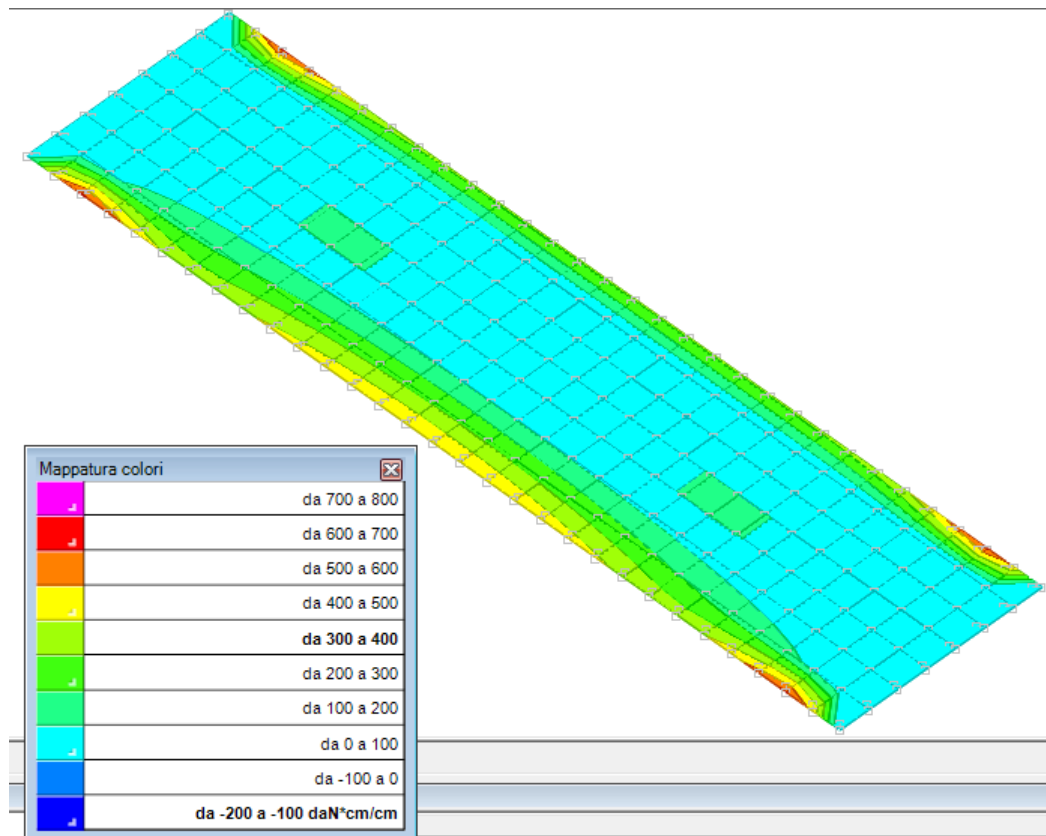 Mappatura colori
da 700 a 800
da 600 a 700
da 500 a 600
da 400 a 500
da 300 a 400
da 200 a 300
da 100 a 200
da 0 a 100
da -100 a 0
da -200 a -100 daN*cm/cm